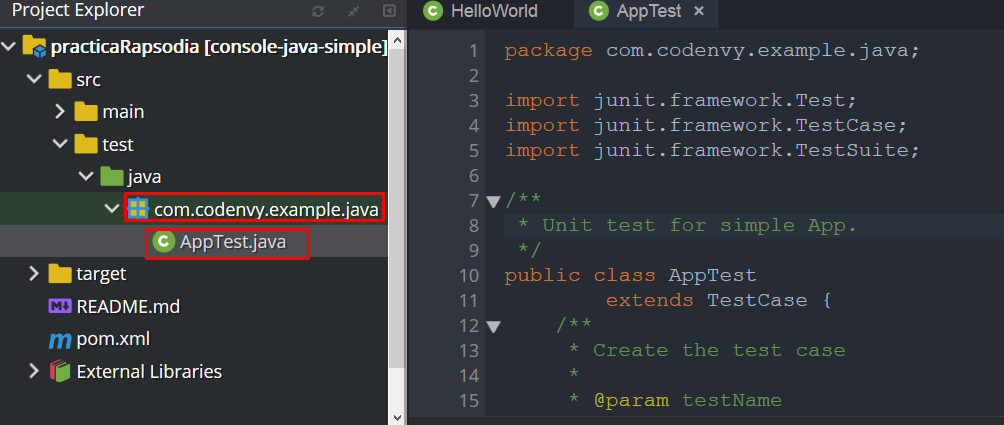 Project Explorer
practicaRapsodia [console-java-simple]
src
main
test
java
com.codenvy.example.java
C AppTest.java
target
M README.md
m pom.xml
External Libraries
C HelloWorld C AppTest ×
1 package com.codenvy.example.java;
2
3 import junit.framework.Test;
4 import junit.framework.TestCase;
5 import junit.framework.TestSuite;
6
7 /**
8 * Unit test for simple App.
9 */
10 public class AppTest
11 extends TestCase {
12 /**
13 * Create the test case
14 *
15 * @param testName